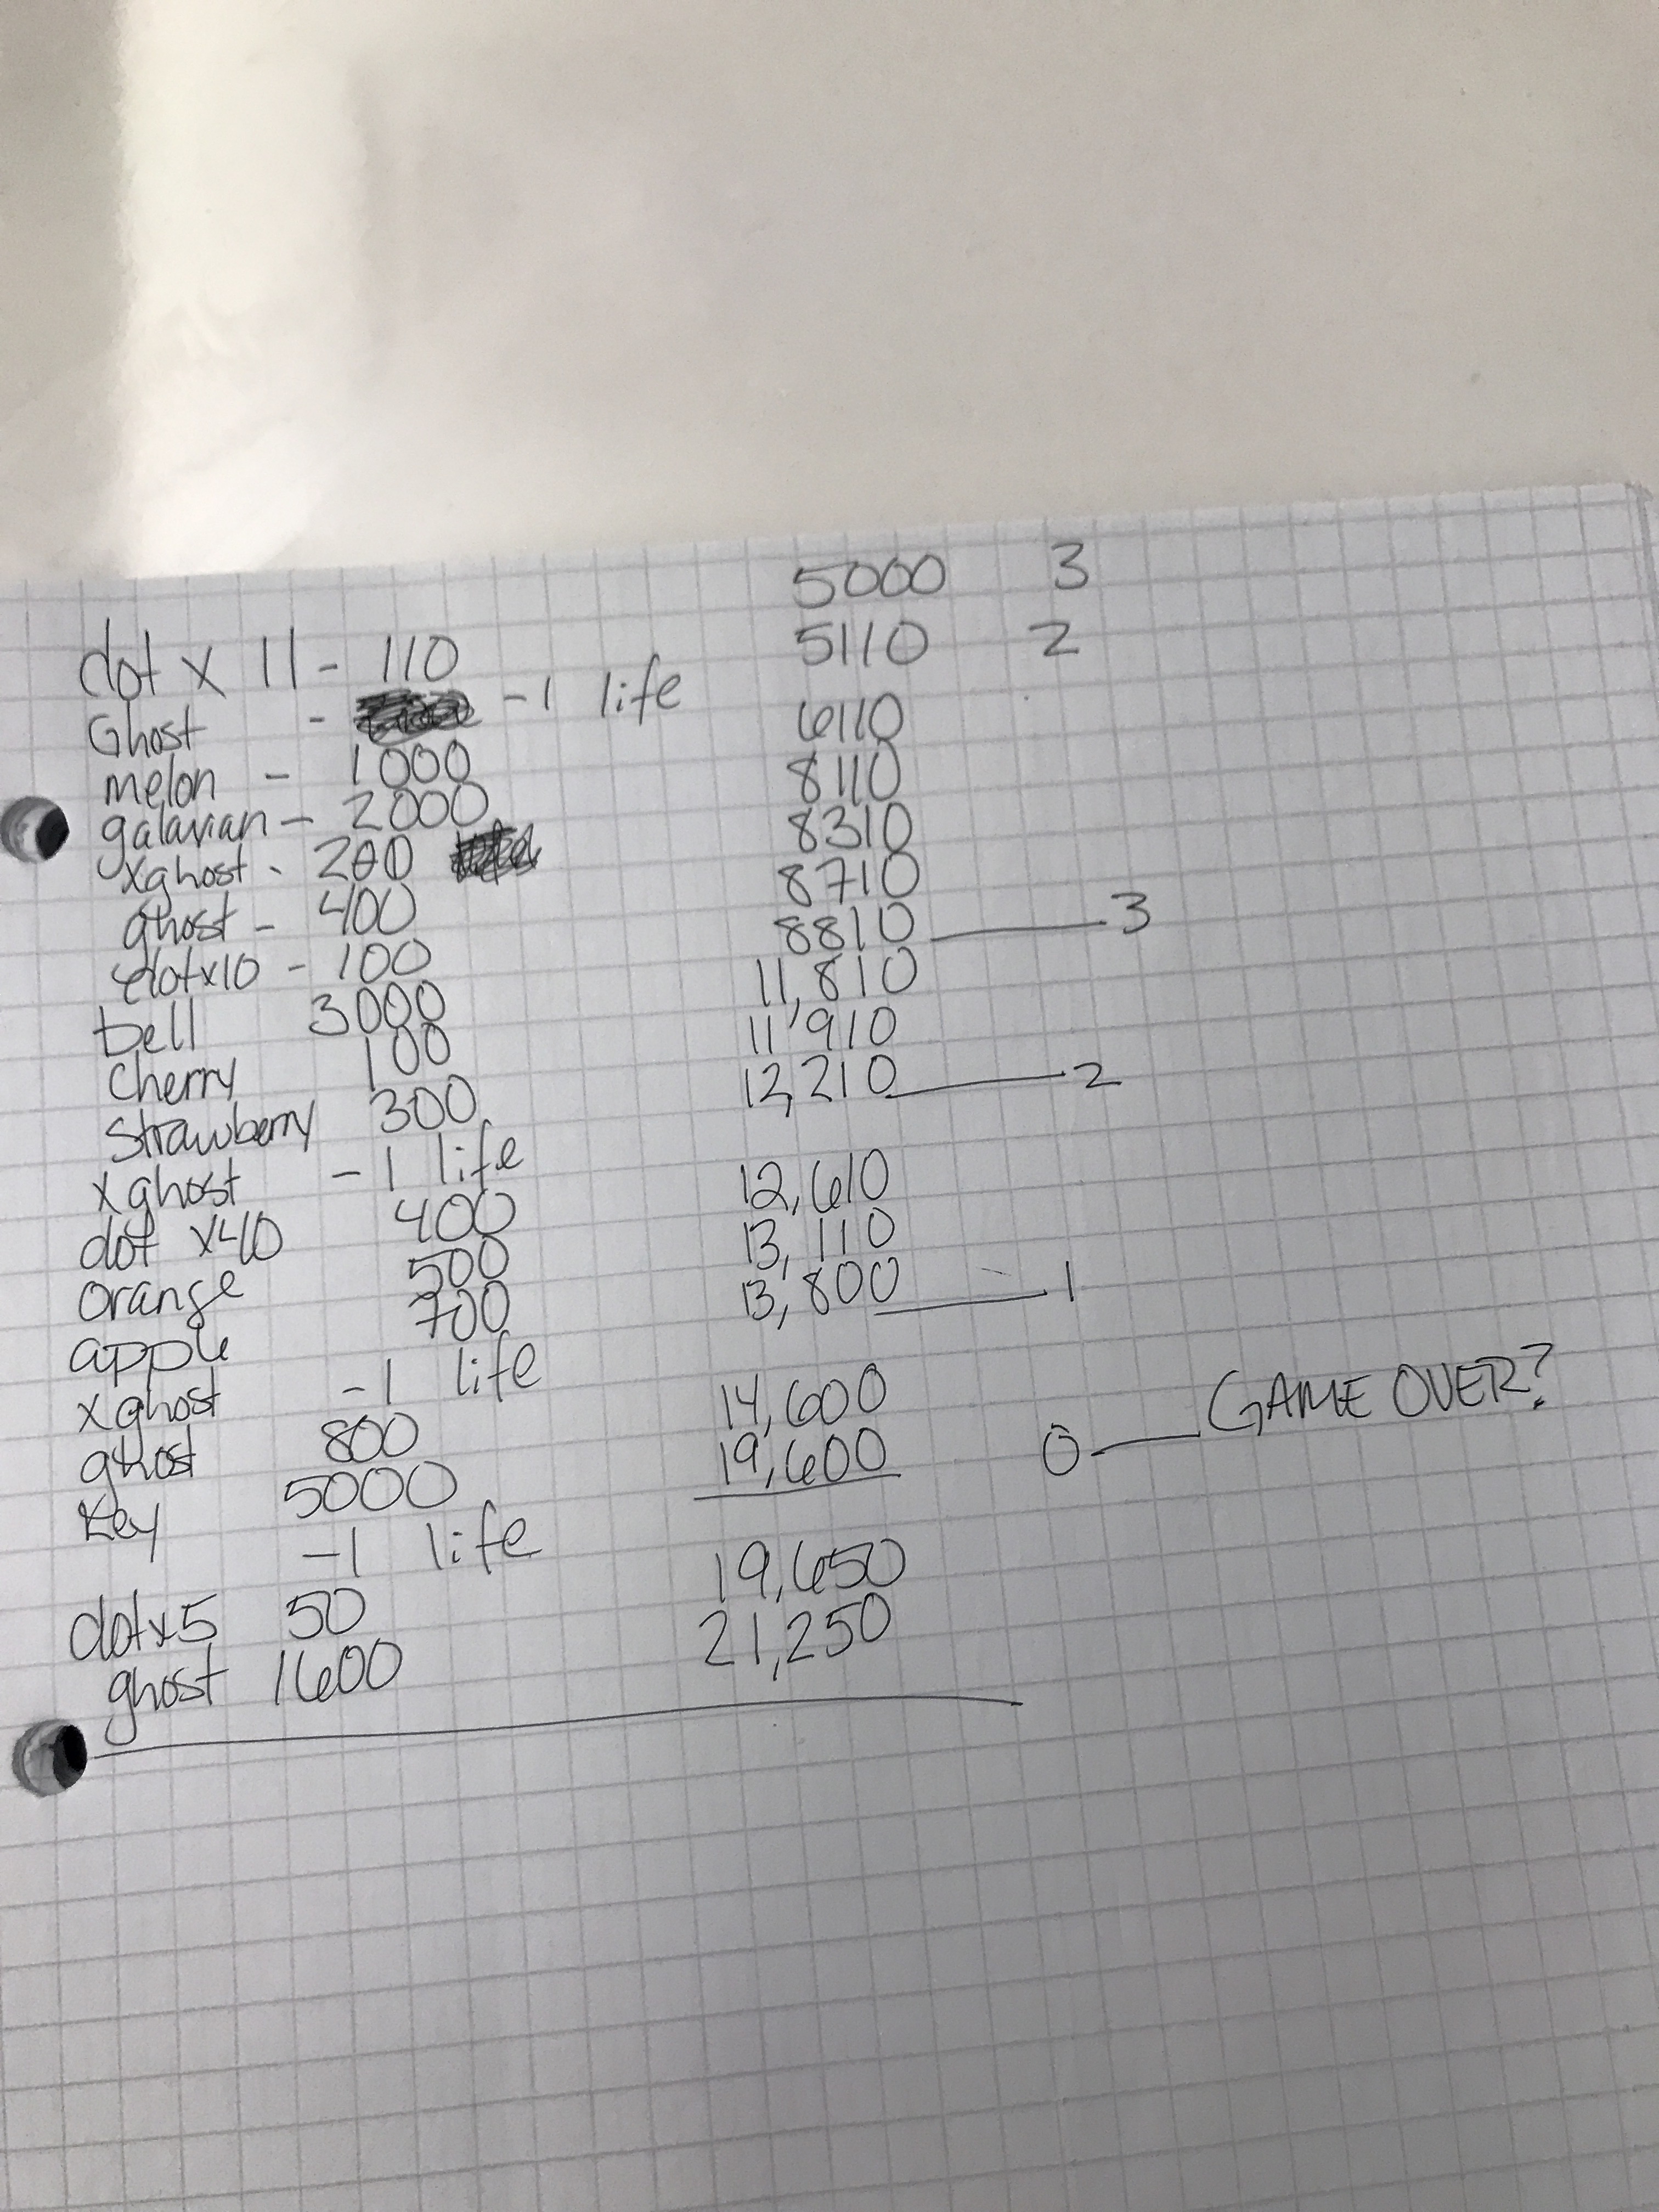 5000 3
dot x 11 - 110 5110 2
Ghost - -1 life
melon - 1000 6110
galavian - 2000 8110
xghost - 200 8310
ghost - 400 8710
dotx10 - 100 8810 3
bell 3000 11,810
Cherry 100 11,910
Strawberry 300 12,210 2
xghost -1 life
dot x40 400 12,610
orange 500 13,110
apple 700 13,800 1
xghost -1 life
ghost 800 14,600
Key 5000 19,600 0 GAME OVER?
-1 life
dotx5 50 19,650
ghost 1600 21,250